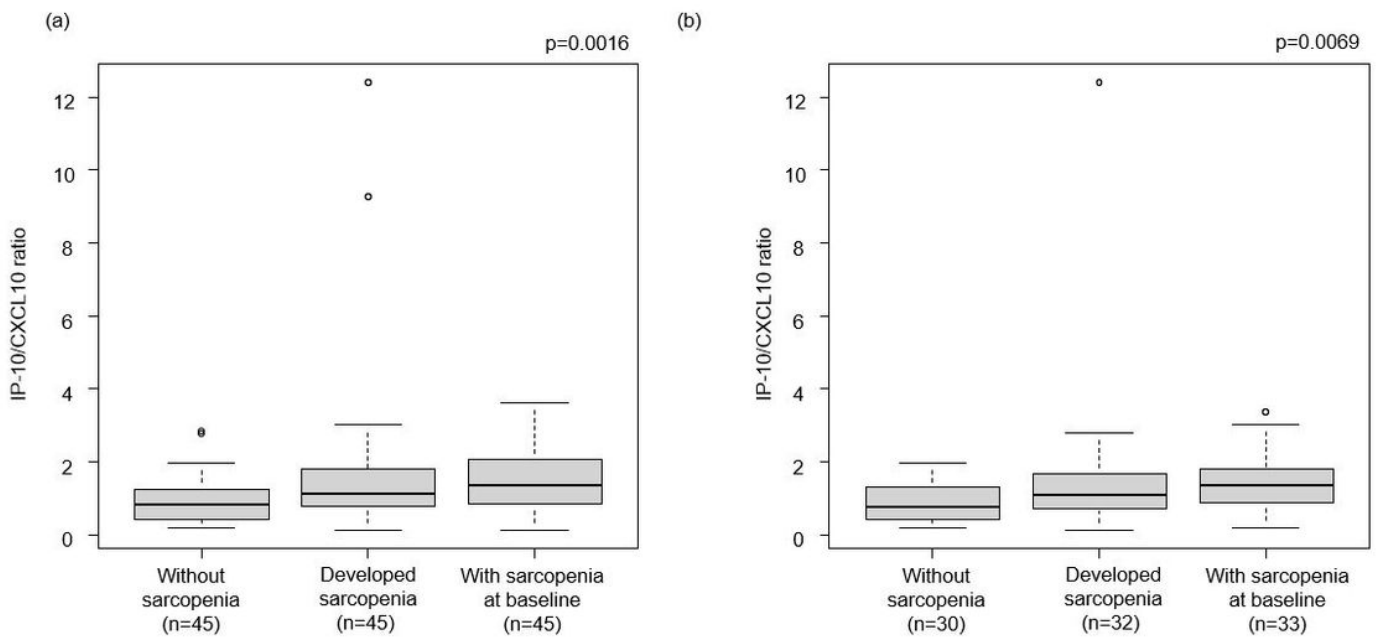 (a)
p=0.0016
IP-10/CXCL10 ratio
12
10
8
6
4
2
0
Without
sarcopenia
(n=45)
Developed
sarcopenia
(n=45)
With sarcopenia
at baseline
(n=45)
(b)
p=0.0069
IP-10/CXCL10 ratio
12
10
8
6
4
2
0
Without
sarcopenia
(n=30)
Developed
sarcopenia
(n=32)
With sarcopenia
at baseline
(n=33)